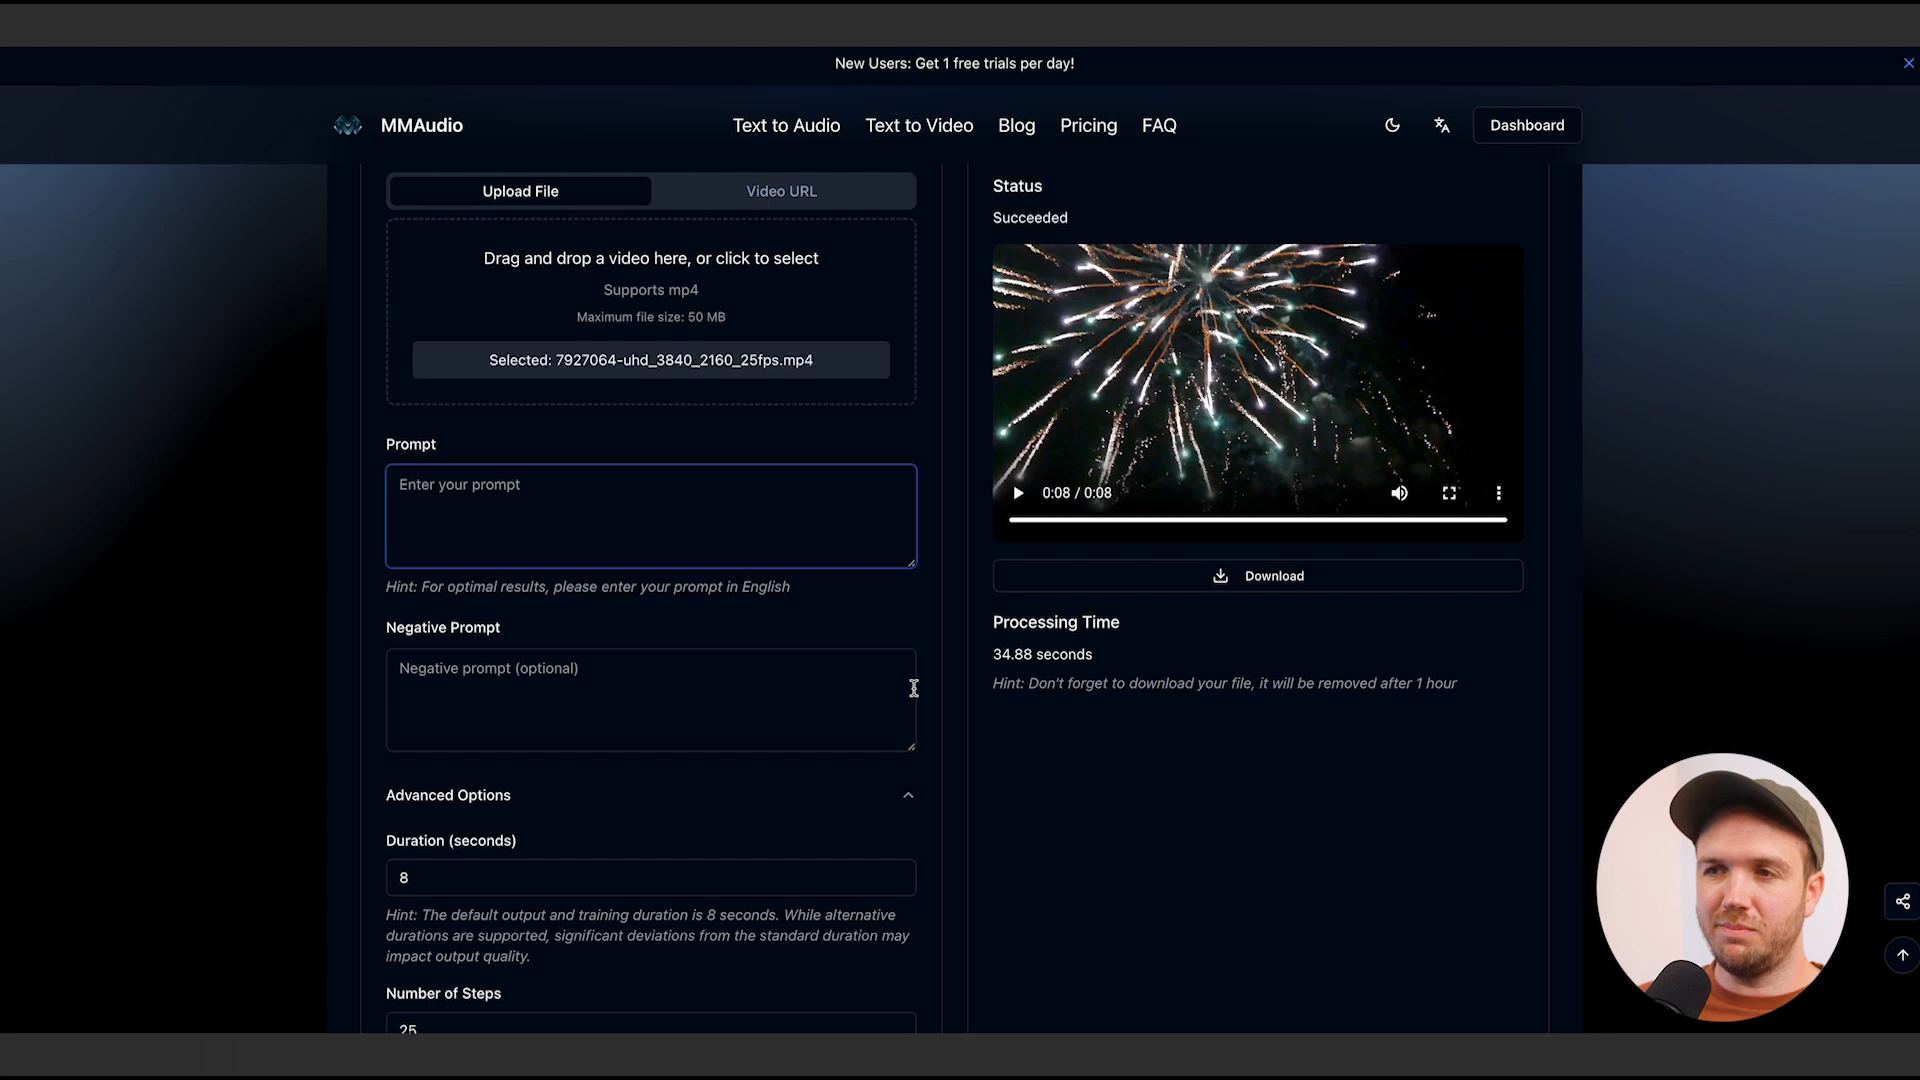 New Users: Get 1 free trials per day!
MMAudio
Text to Audio
Text to Video
Blog
Pricing
FAQ
Dashboard
Upload File
Video URL
Drag and drop a video here, or click to select
Supports mp4
Maximum file size: 50 MB
Selected: 7927064-uhd_3840_2160_25fps.mp4
Prompt
Enter your prompt
Hint: For optimal results, please enter your prompt in English
Negative Prompt
Negative prompt (optional)
Advanced Options
Duration (seconds)
8
Hint: The default output and training duration is 8 seconds. While alternative
durations are supported, significant deviations from the standard duration may
impact output quality.
Number of Steps
25
Status
Succeeded
0:08 / 0:08
Download
Processing Time
34.88 seconds
Hint: Don't forget to download your file, it will be removed after 1 hour